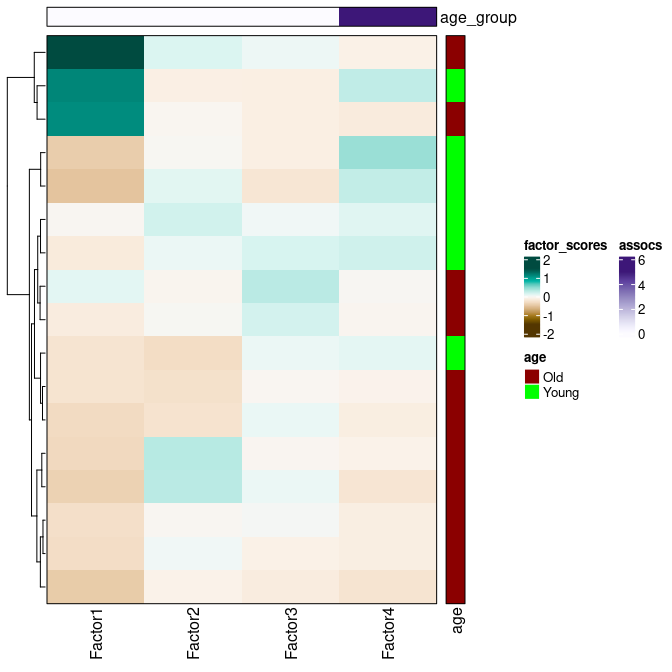 age_group
factor_scores
2
1
0
-1
-2
assocs
6
4
2
0
age
Old
Young
Factor1
Factor2
Factor3
Factor4
age